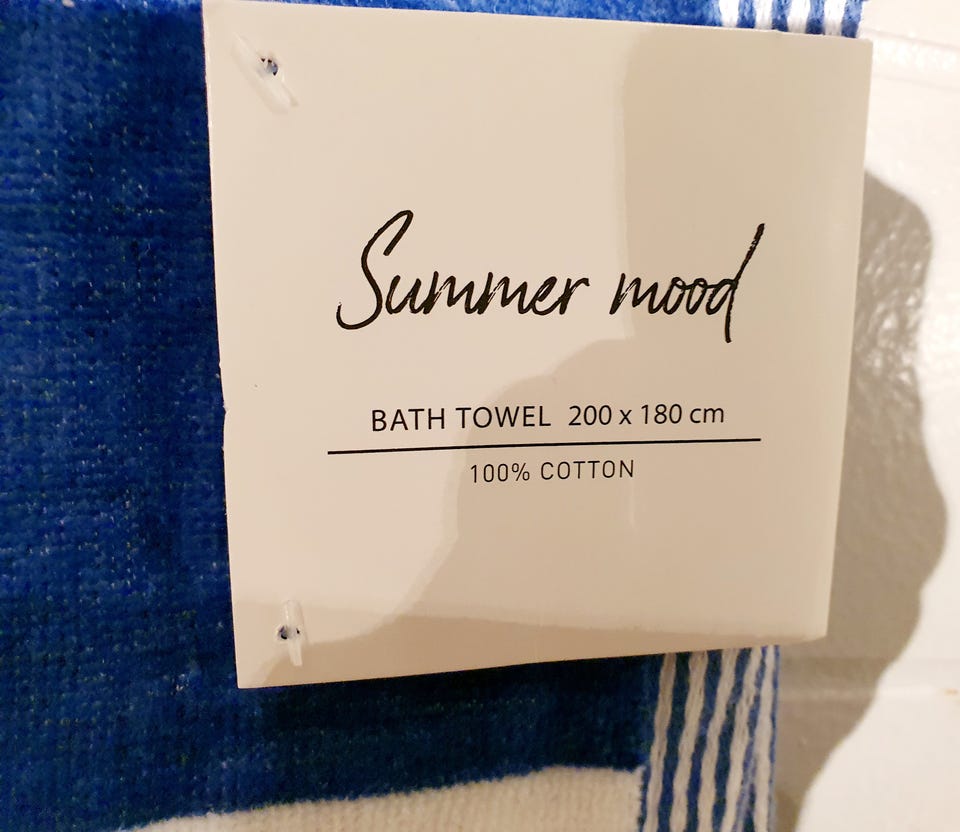 Summer mood
BATH TOWEL 200 x 180 cm
100% COTTON